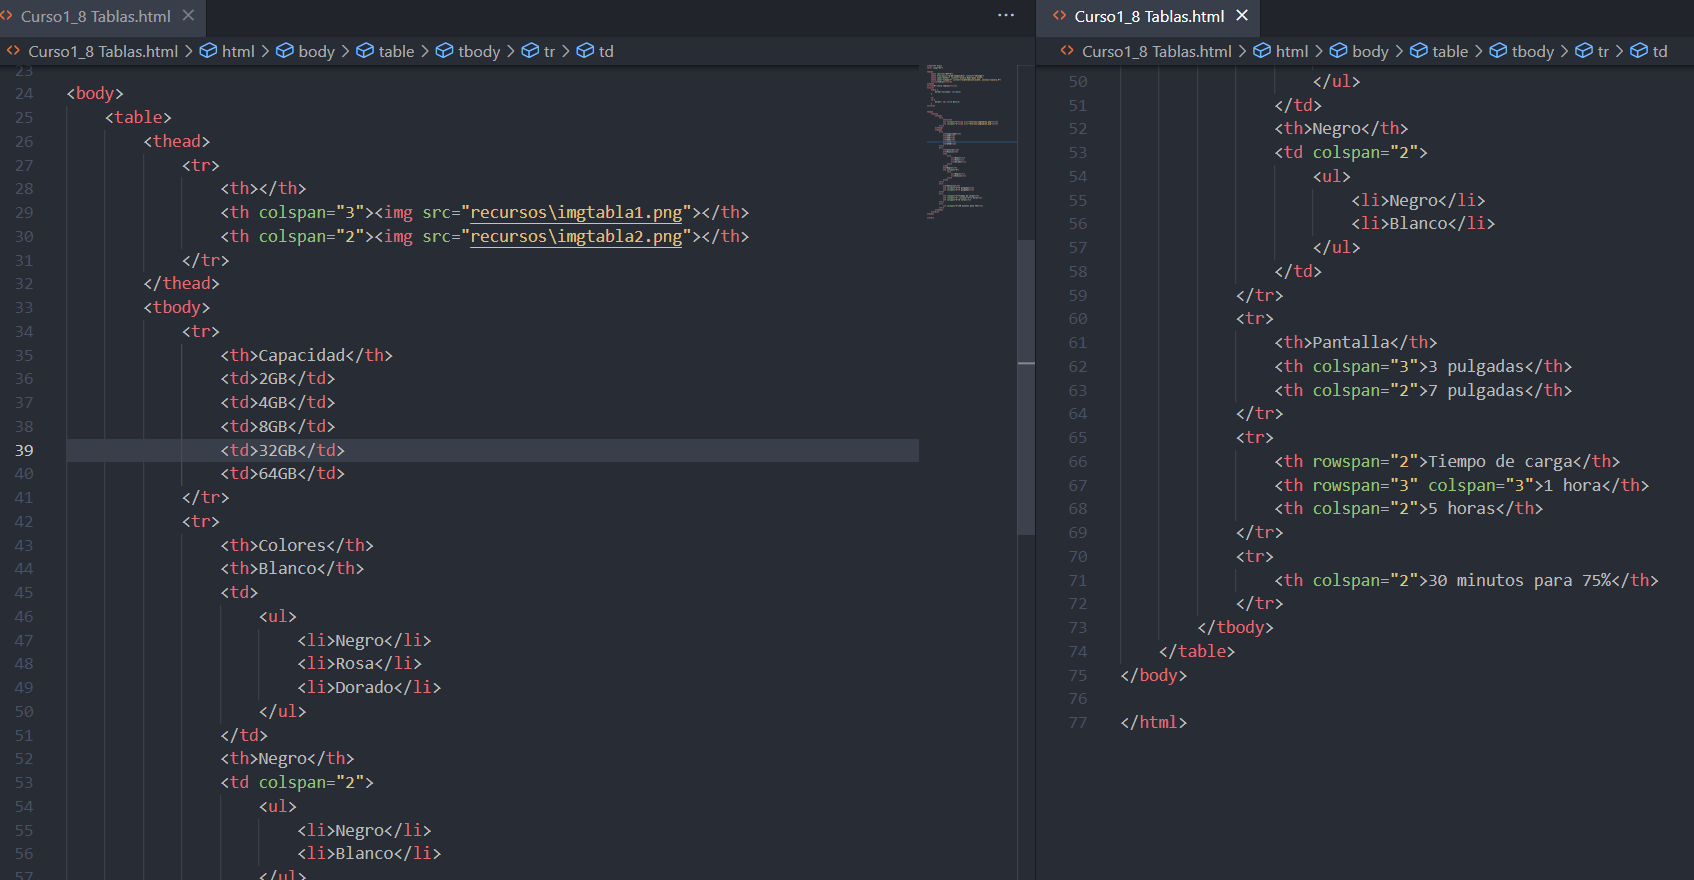 Curso1_8 Tablas.html
Curso1_8 Tablas.html > html > body > table > tbody > tr > td
23
24 <body>
25 <table>
26 <thead>
27 <tr>
28 <th></th>
29 <th colspan="3"><img src="recursos\imgtabla1.png"></th>
30 <th colspan="2"><img src="recursos\imgtabla2.png"></th>
31 </tr>
32 </thead>
33 <tbody>
34 <tr>
35 <th>Capacidad</th>
36 <td>2GB</td>
37 <td>4GB</td>
38 <td>8GB</td>
39 <td>32GB</td>
40 <td>64GB</td>
41 </tr>
42 <tr>
43 <th>Colores</th>
44 <th>Blanco</th>
45 <td>
46 <ul>
47 <li>Negro</li>
48 <li>Rosa</li>
49 <li>Dorado</li>
50 </ul>
51 </td>
52 <th>Negro</th>
53 <td colspan="2">
54 <ul>
55 <li>Negro</li>
56 <li>Blanco</li>
57 </ul>
Curso1_8 Tablas.html
Curso1_8 Tablas.html > html > body > table > tbody > tr > td
50 </ul>
51 </td>
52 <th>Negro</th>
53 <td colspan="2">
54 <ul>
55 <li>Negro</li>
56 <li>Blanco</li>
57 </ul>
58 </td>
59 </tr>
60 <tr>
61 <th>Pantalla</th>
62 <th colspan="3">3 pulgadas</th>
63 <th colspan="2">7 pulgadas</th>
64 </tr>
65 <tr>
66 <th rowspan="2">Tiempo de carga</th>
67 <th rowspan="3" colspan="3">1 hora</th>
68 <th colspan="2">5 horas</th>
69 </tr>
70 <tr>
71 <th colspan="2">30 minutos para 75%</th>
72 </tr>
73 </tbody>
74 </table>
75 </body>
76
77 </html>